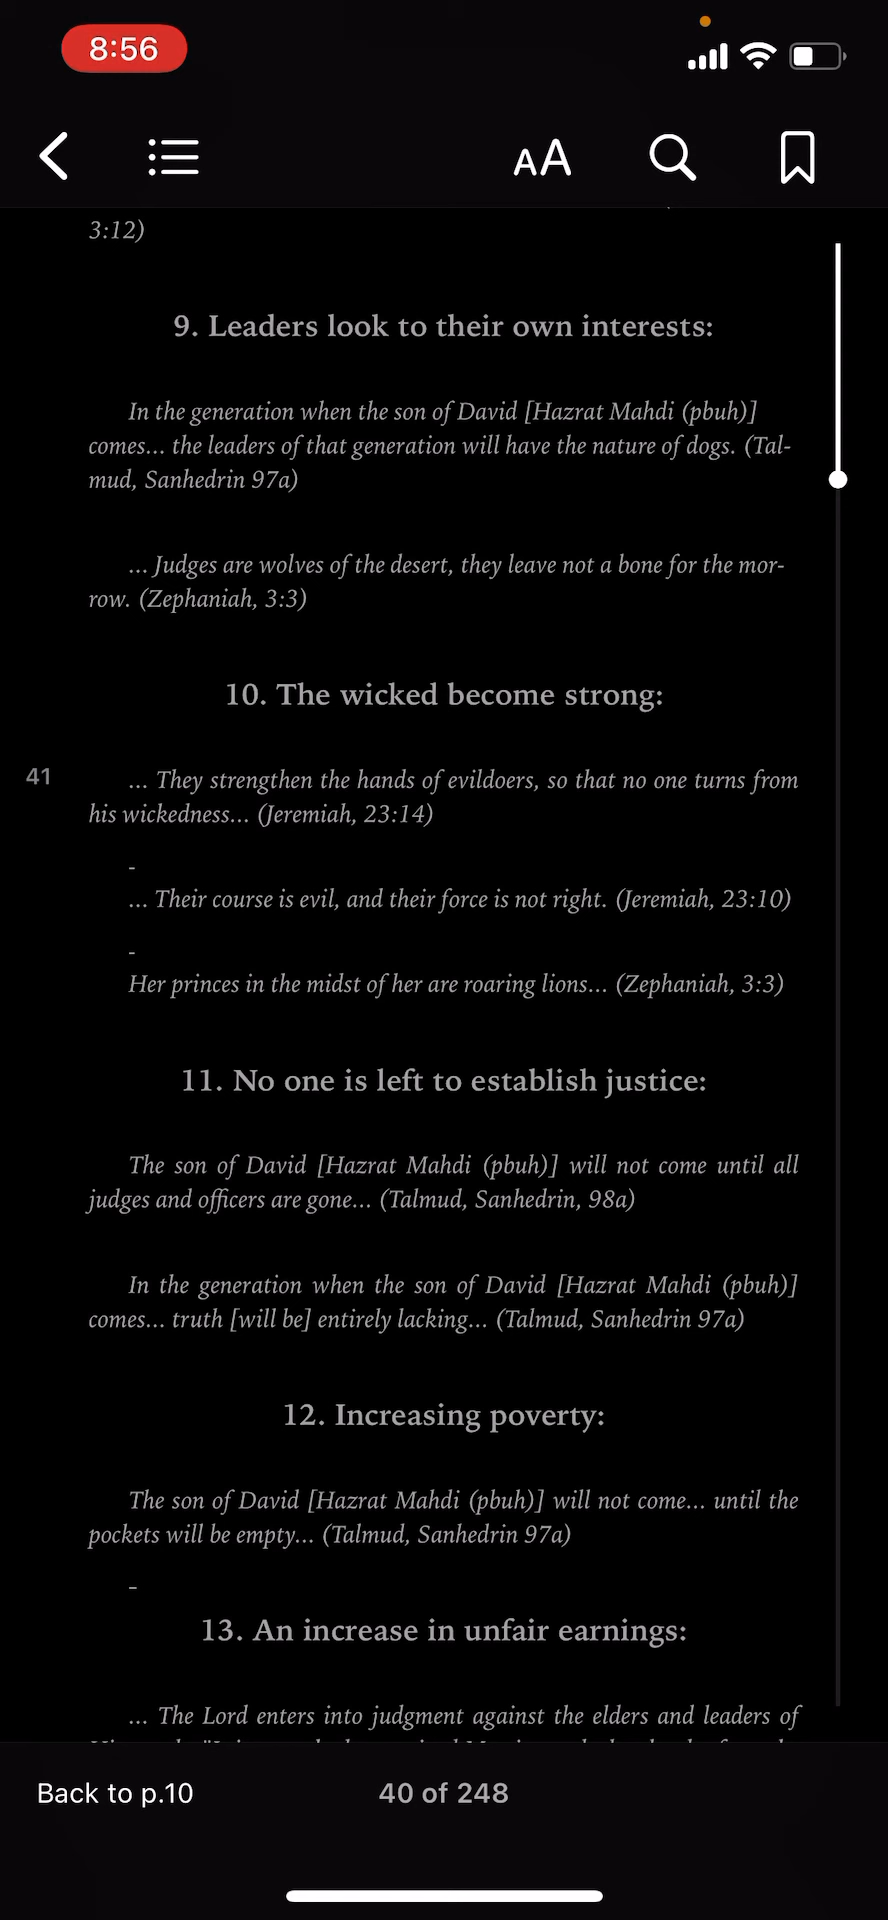 8:56
AA
3:12)
9. Leaders look to their own interests:
In the generation when the son of David [Hazrat Mahdi (pbuh)]
comes... the leaders of that generation will have the nature of dogs. (Tal-
mud, Sanhedrin 97a)
... Judges are wolves of the desert, they leave not a bone for the mor-
row. (Zephaniah, 3:3)
10. The wicked become strong:
41
... They strengthen the hands of evildoers, so that no one turns from
his wickedness... (Jeremiah, 23:14)
-
... Their course is evil, and their force is not right. (Jeremiah, 23:10)
-
Her princes in the midst of her are roaring lions... (Zephaniah, 3:3)
11. No one is left to establish justice:
The son of David [Hazrat Mahdi (pbuh)] will not come until all
judges and officers are gone... (Talmud, Sanhedrin, 98a)
In the generation when the son of David [Hazrat Mahdi (pbuh)]
comes... truth [will be] entirely lacking... (Talmud, Sanhedrin 97a)
12. Increasing poverty:
The son of David [Hazrat Mahdi (pbuh)] will not come... until the
pockets will be empty... (Talmud, Sanhedrin 97a)
-
13. An increase in unfair earnings:
... The Lord enters into judgment against the elders and leaders of
Back to p.10
40 of 248